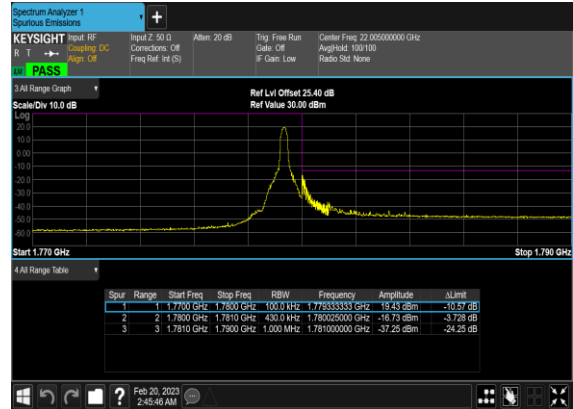 Spectrum Analyzer 1
Spurious Emissions
KEYSIGHT Input: RF Input Z: 50 Ω Atten: 20 dB Trig: Free Run Center Freq: 22.005000000 GHz
R T Coupling: DC Corrections: Off Gate: Off Avg|Hold: 100/100
Align: Off Freq Ref: Int (S) IF Gain: Low Radio Std: None
PASS
3 All Range Graph
Ref Lvl Offset 25.40 dB
Scale/Div 10.0 dB Ref Value 30.00 dBm
Log
20.0
10.0
0.00
-10.0
-20.0
-30.0
-40.0
-50.0
-60.0
Start 1.770 GHz Stop 1.790 GHz
4 All Range Table
Spur Range Start Freq Stop Freq RBW Frequency Amplitude ΔLimit
1 1 1.7700 GHz 1.7800 GHz 100.0 kHz 1.779333333 GHz 19.43 dBm -10.57 dB
2 2 1.7800 GHz 1.7810 GHz 430.0 kHz 1.780025000 GHz -16.73 dBm -3.728 dB
3 3 1.7810 GHz 1.7900 GHz 1.000 MHz 1.781000000 GHz -37.25 dBm -24.25 dB
? Feb 20, 2023
2:45:46 AM